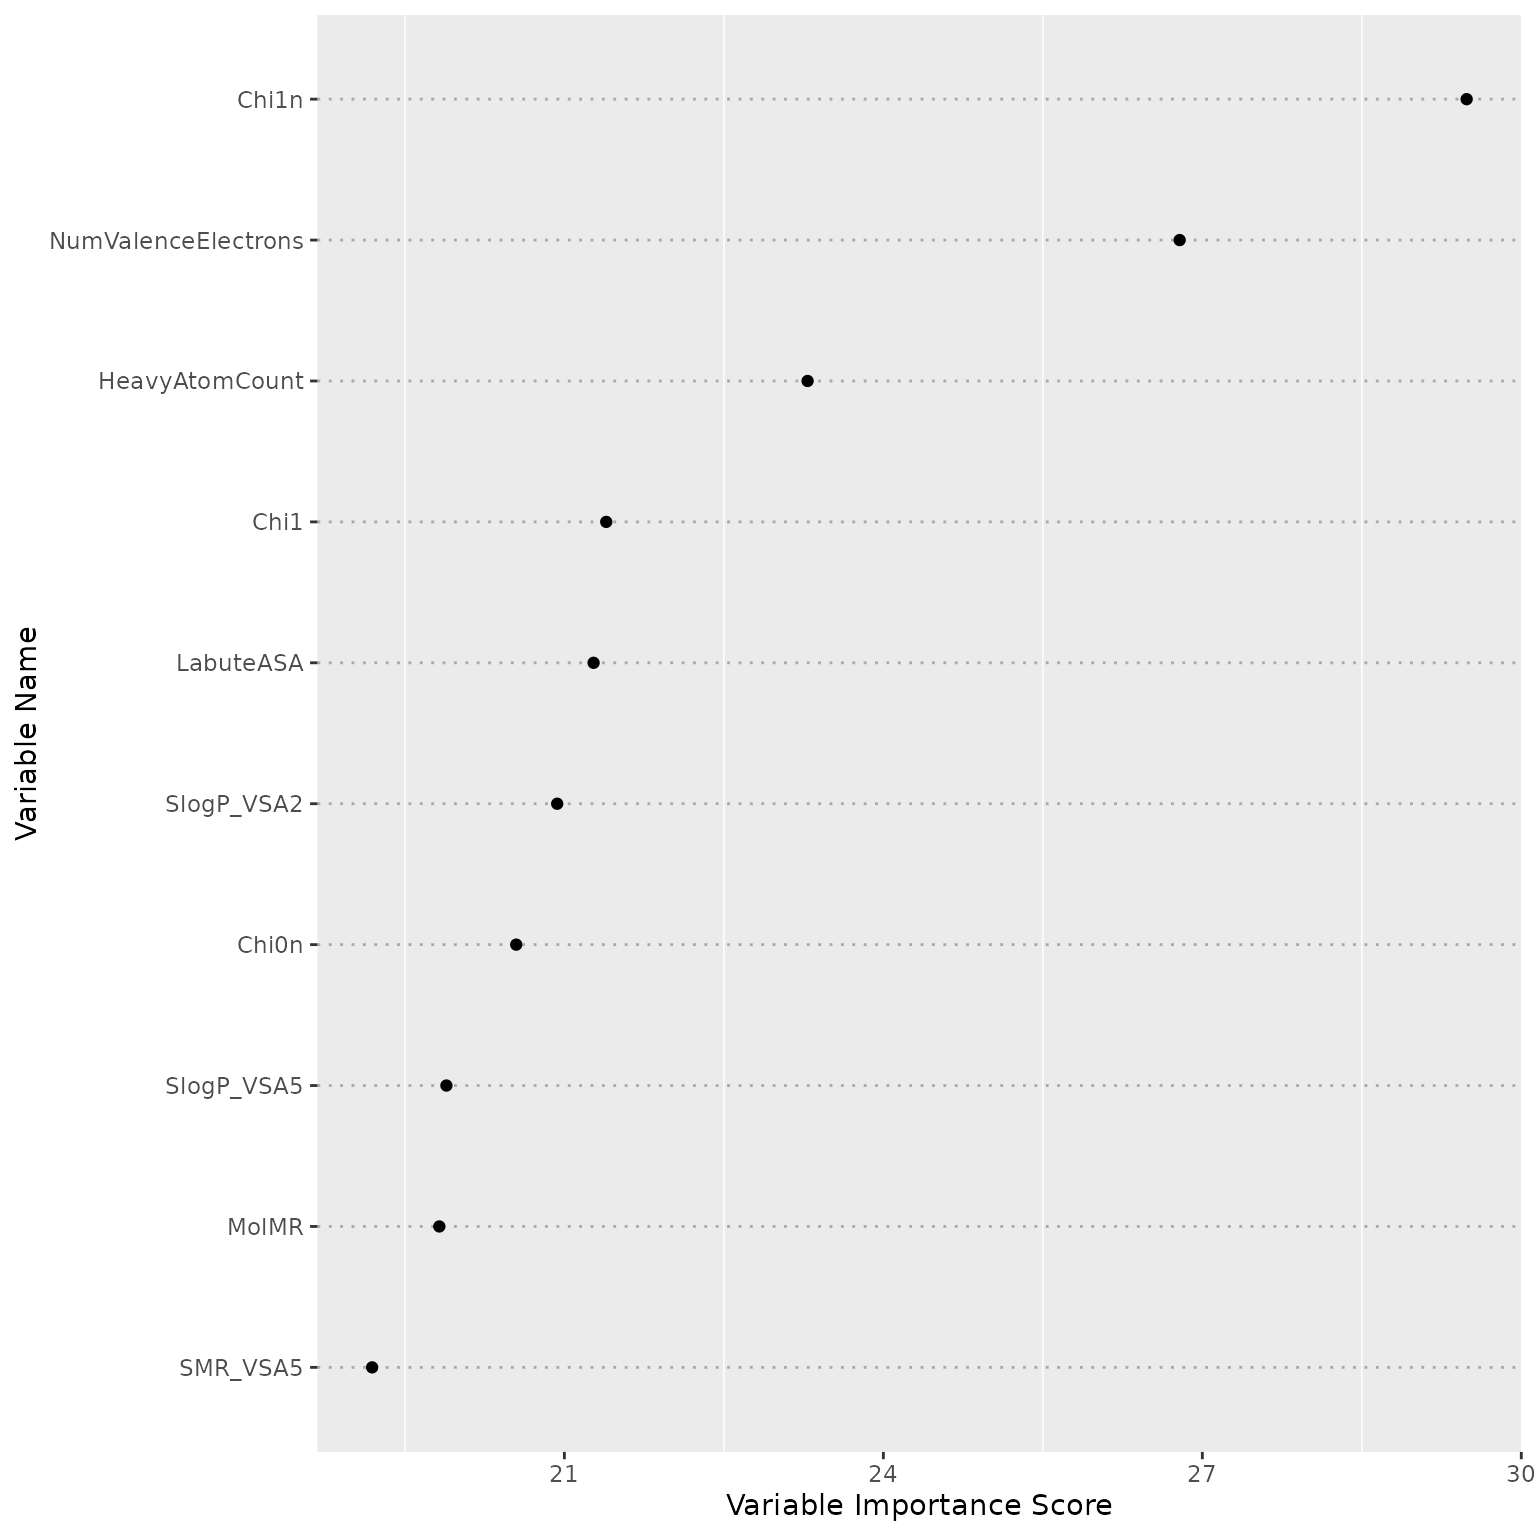 Chi1n
NumValenceElectrons
HeavyAtomCount
Chi1
LabuteASA
SlogP_VSA2
Chi0n
SlogP_VSA5
MolMR
SMR_VSA5
Variable Name
21 24 27 30
Variable Importance Score